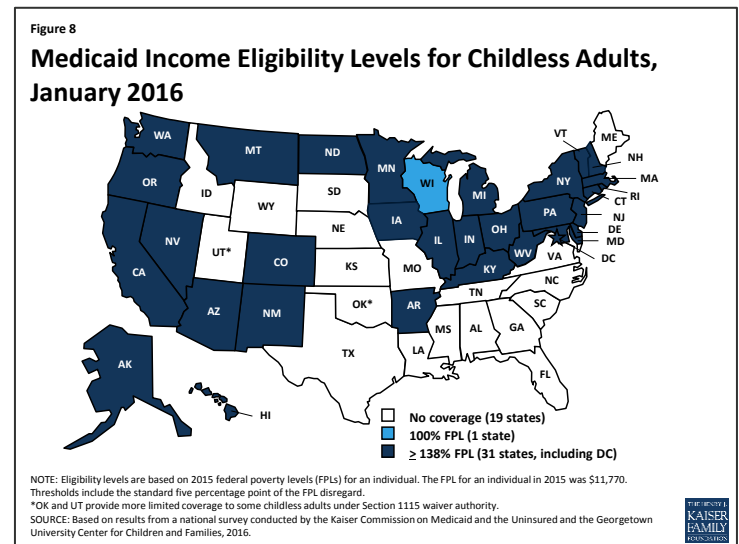 Figure 8
Medicaid Income Eligibility Levels for Childless Adults,
January 2016
WA
MT
ND
MN
VT
ME
NH
OR
ID
SD
WI
MI
NY
MA
RI
CT
WY
IA
PA
NJ
NE
OH
DE
NV
UT*
IL
IN
MD
CO
WV
VA
DC
CA
KS
MO
KY
NC
AZ
NM
OK*
AR
TN
SC
MS
AL
GA
TX
LA
AK
FL
HI
No coverage (19 states)
100% FPL (1 state)
≥ 138% FPL (31 states, including DC)
NOTE: Eligibility levels are based on 2015 federal poverty levels (FPLs) for an individual. The FPL for an individual in 2015 was $11,770.
Thresholds include the standard five percentage point of the FPL disregard.
*OK and UT provide more limited coverage to some childless adults under Section 1115 waiver authority.
SOURCE: Based on results from a national survey conducted by the Kaiser Commission on Medicaid and the Uninsured and the Georgetown
University Center for Children and Families, 2016.
THE HENRY J.
KAISER
FAMILY
FOUNDATION